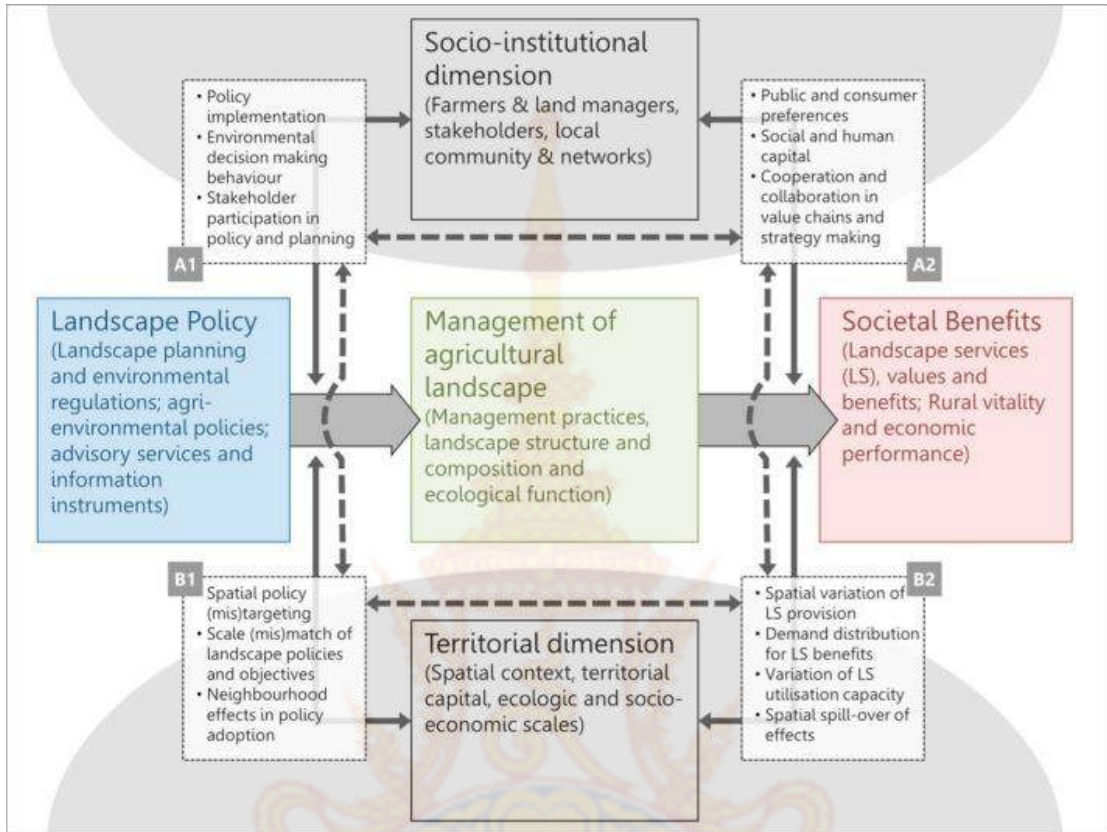 Socio-institutional
dimension
(Farmers & land managers,
stakeholders, local
community & networks)
• Policy
implementation
• Environmental
decision making
behaviour
• Stakeholder
participation in
policy and planning
A1
• Public and consumer
preferences
• Social and human
capital
• Cooperation and
collaboration in
value chains and
strategy making
A2
Landscape Policy
(Landscape planning
and environmental
regulations; agri-
environmental policies;
advisory services and
information
instruments)
Management of
agricultural
landscape
(Management practices,
landscape structure and
composition and
ecological function)
Societal Benefits
(Landscape services
(LS), values and
benefits; Rural vitality
and economic
performance)
B1
Spatial policy
(mis)targeting
• Scale (mis)match of
landscape policies
and objectives
• Neighbourhood
effects in policy
adoption
Territorial dimension
(Spatial context, territorial
capital, ecologic and socio-
economic scales)
B2
• Spatial variation of
LS provision
• Demand distribution
for LS benefits
• Variation of LS
utilisation capacity
• Spatial spill-over of
effects